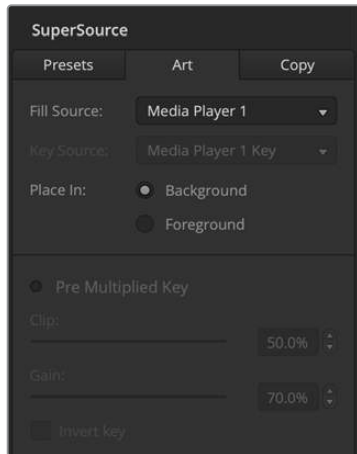 SuperSource
Presets Art Copy
Fill Source: Media Player 1
Key Source: Media Player 1 Key
Place In: Background
Foreground
Pre Multiplied Key
Clip:
50.0%
Gain:
70.0%
Invert key